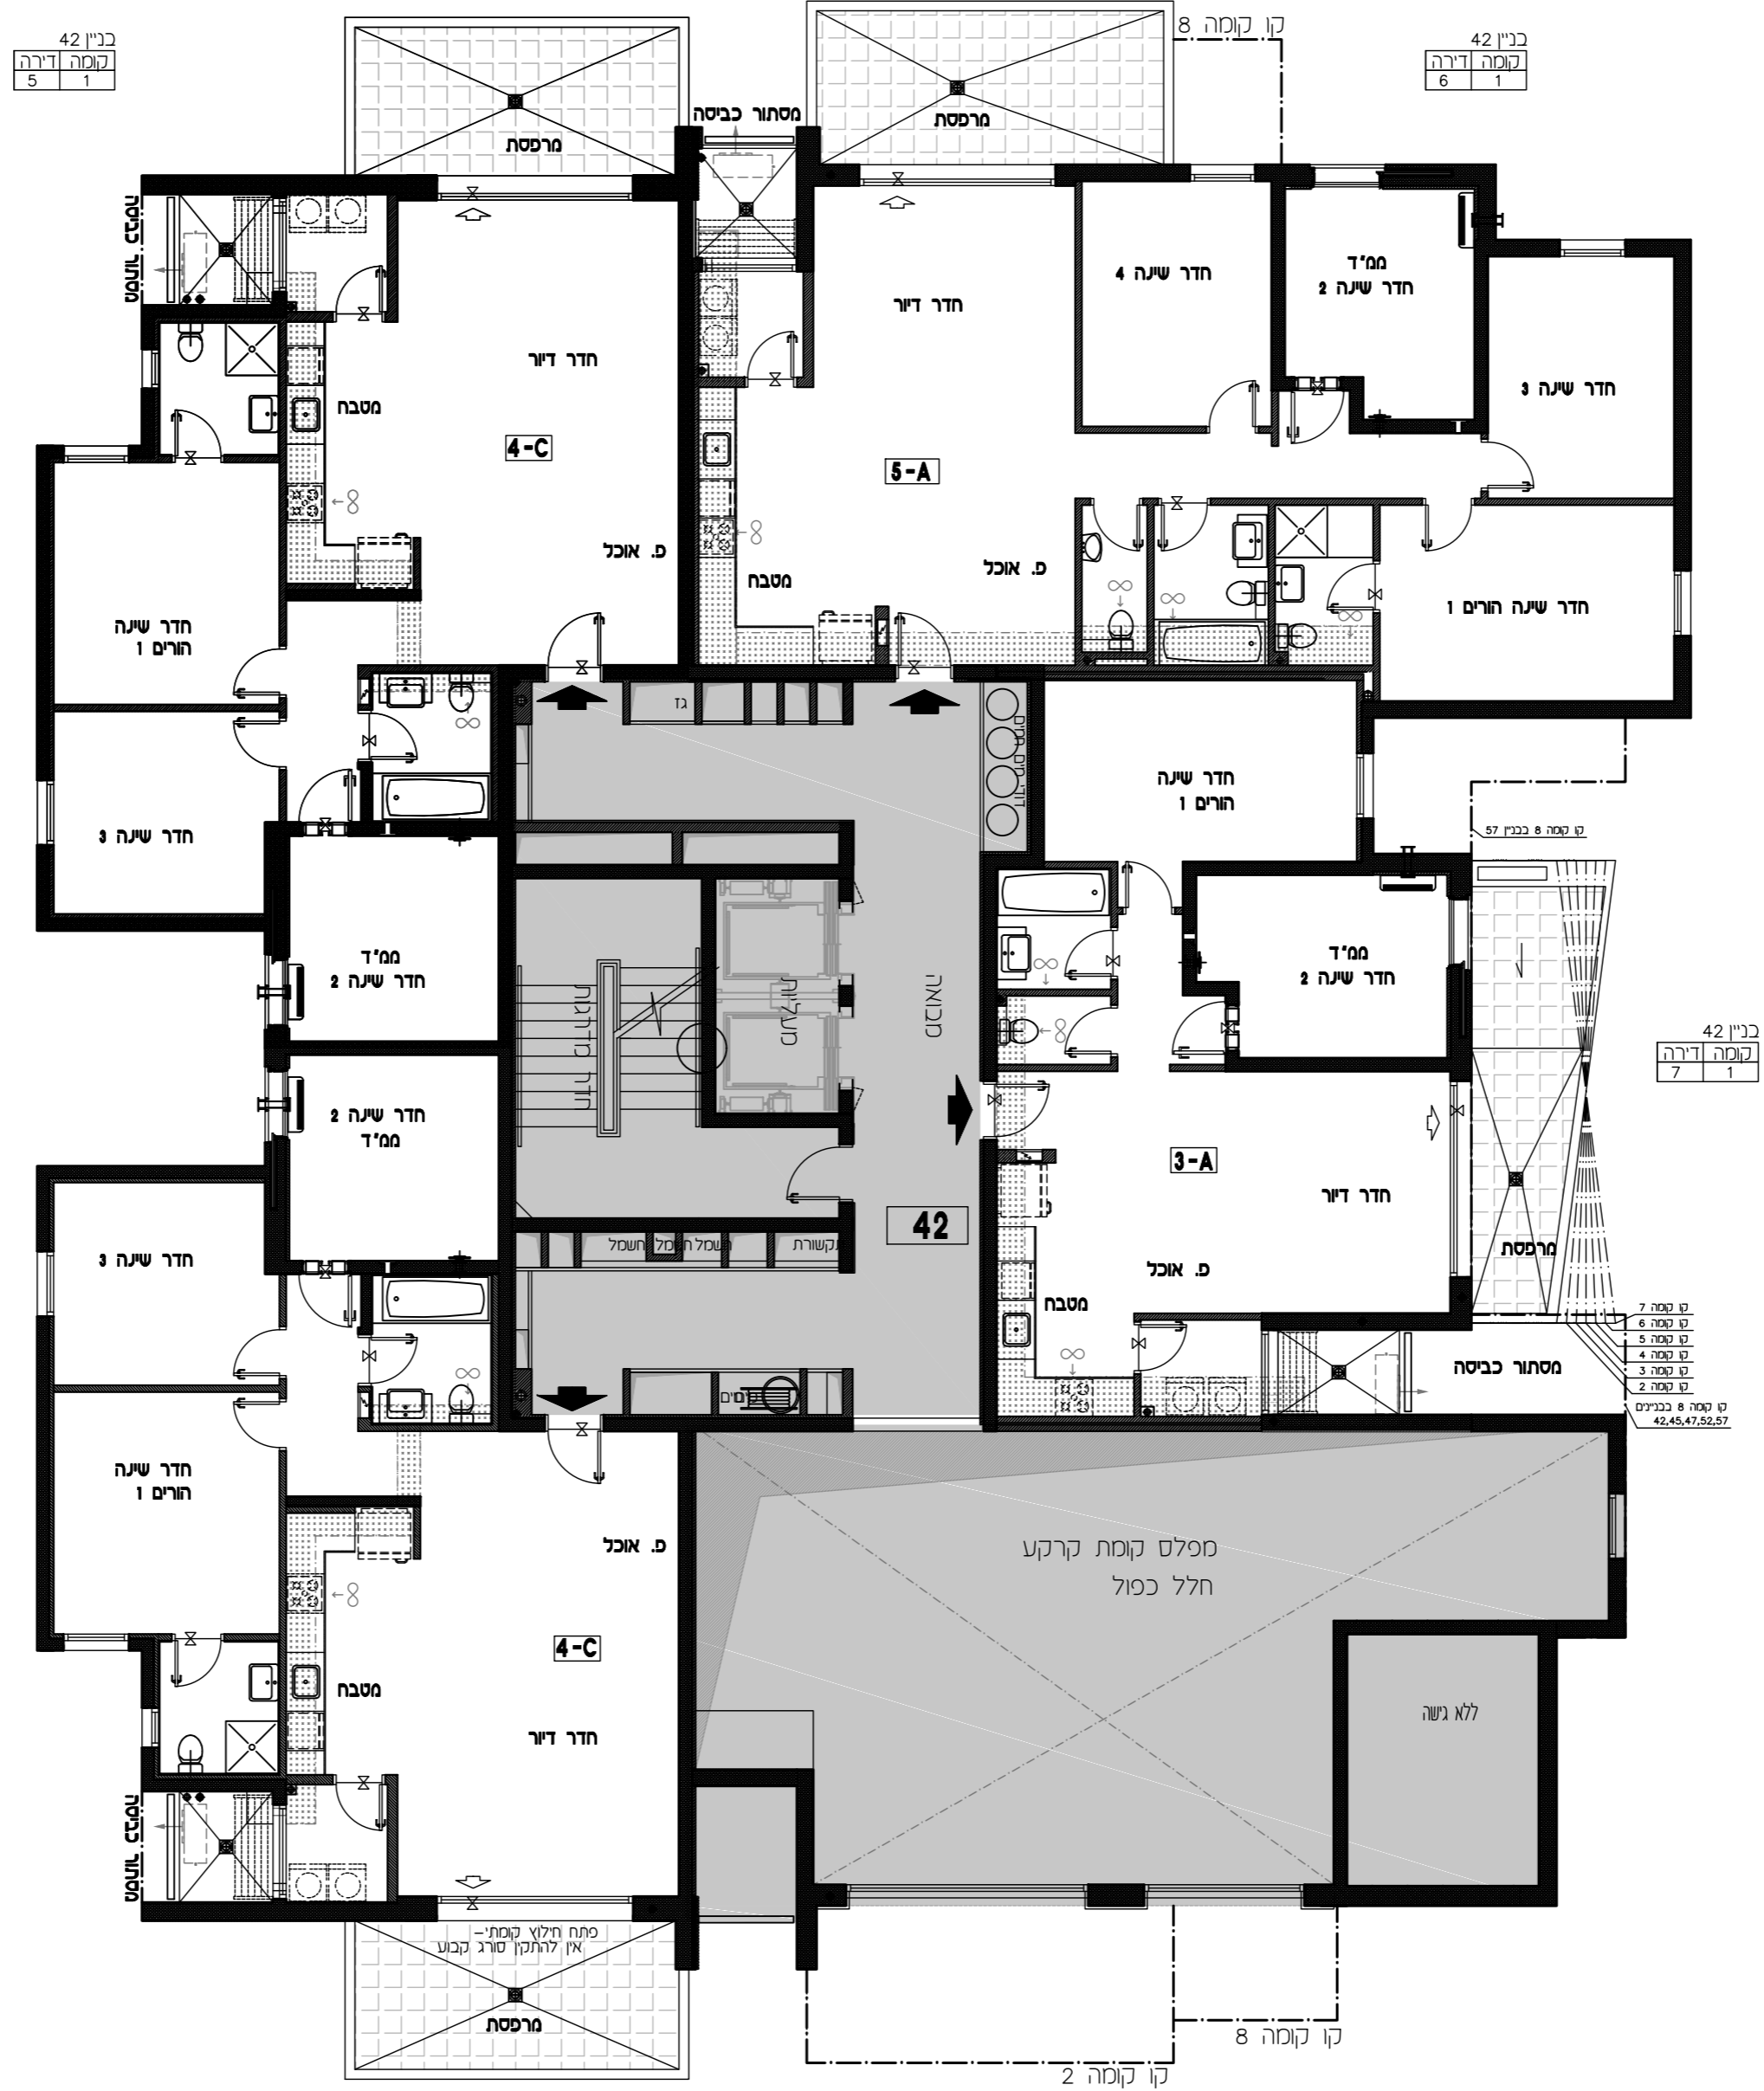 בניין 42
קומה דירה
1 5
קו קומה 8
בניין 42
קומה דירה
1 6
מרפסת
מסתור כביסה
מרפסת
מסתור כביסה
חדר דיור
מטבח
4-C
פ. אוכל
חדר שינה
הורים 1
חדר שינה 3
ממ"ד
חדר שינה 2
חדר דיור
5-A
פ. אוכל
מטבח
חדר שינה 4
ממ"ד
חדר שינה 2
חדר שינה 3
חדר שינה הורים 1
גז
חדר שינה
הורים 1
קו קומה 8 בבניין 57
ממ"ד
חדר שינה 2
בניין 42
קומה דירה
1 7
מבואה
מעליות
חדר מדרגות
42
תקשורת
חשמל
חשמל
חשמל
3-A
חדר דיור
פ. אוכל
מטבח
מרפסת
מסתור כביסה
קו קומה 7
קו קומה 6
קו קומה 5
קו קומה 4
קו קומה 3
קו קומה 2
קו קומה 8 בבניינים
42,45,47,52,57
חדר שינה 2
ממ"ד
חדר שינה 3
חדר שינה
הורים 1
פ. אוכל
4-C
מטבח
חדר דיור
מסתור כביסה
פתח חילוץ קומתי-
אין להתקין סורג קבוע
מרפסת
מפלס קומת קרקע
חלל כפול
ללא גישה
קו קומה 8
קו קומה 2